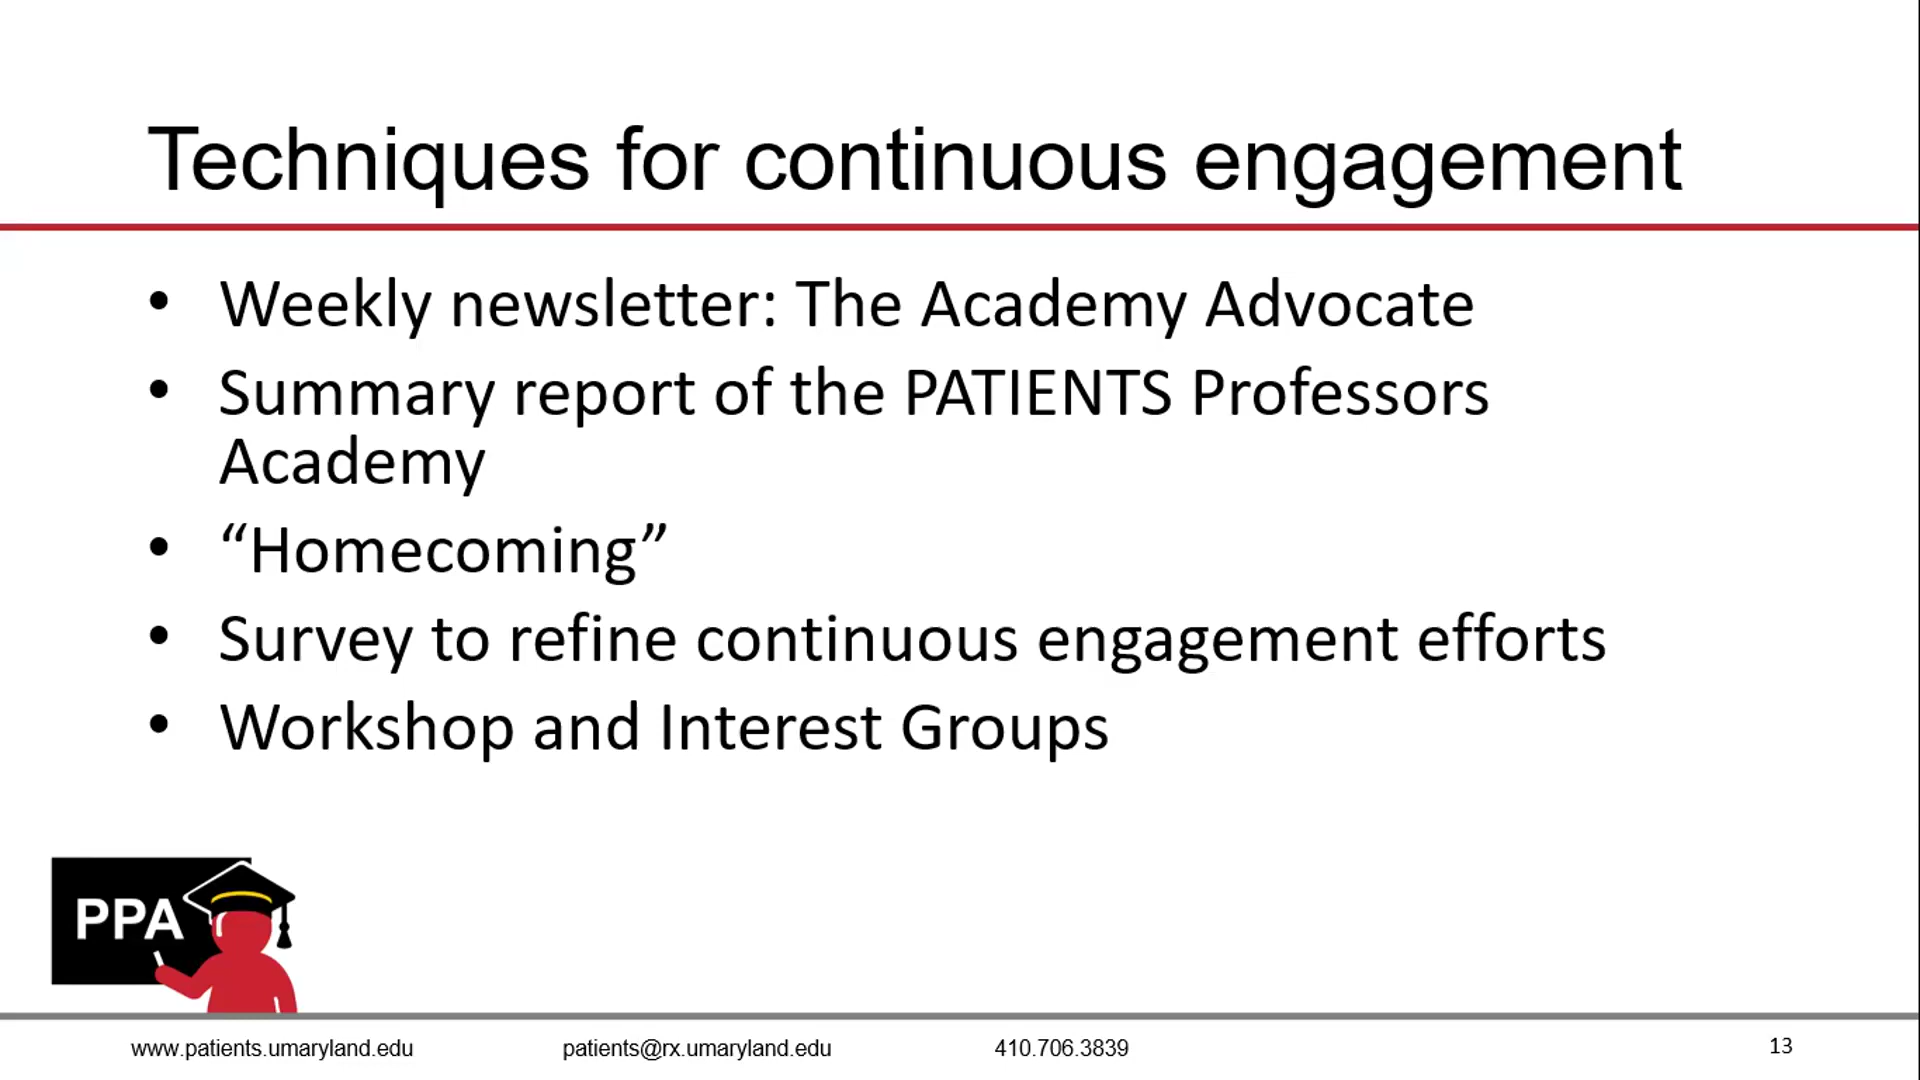 Techniques for continuous engagement
• Weekly newsletter: The Academy Advocate
• Summary report of the PATIENTS Professors
Academy
• “Homecoming”
• Survey to refine continuous engagement efforts
• Workshop and Interest Groups
PPA
www.patients.umaryland.edu
patients@rx.umaryland.edu
410.706.3839
13